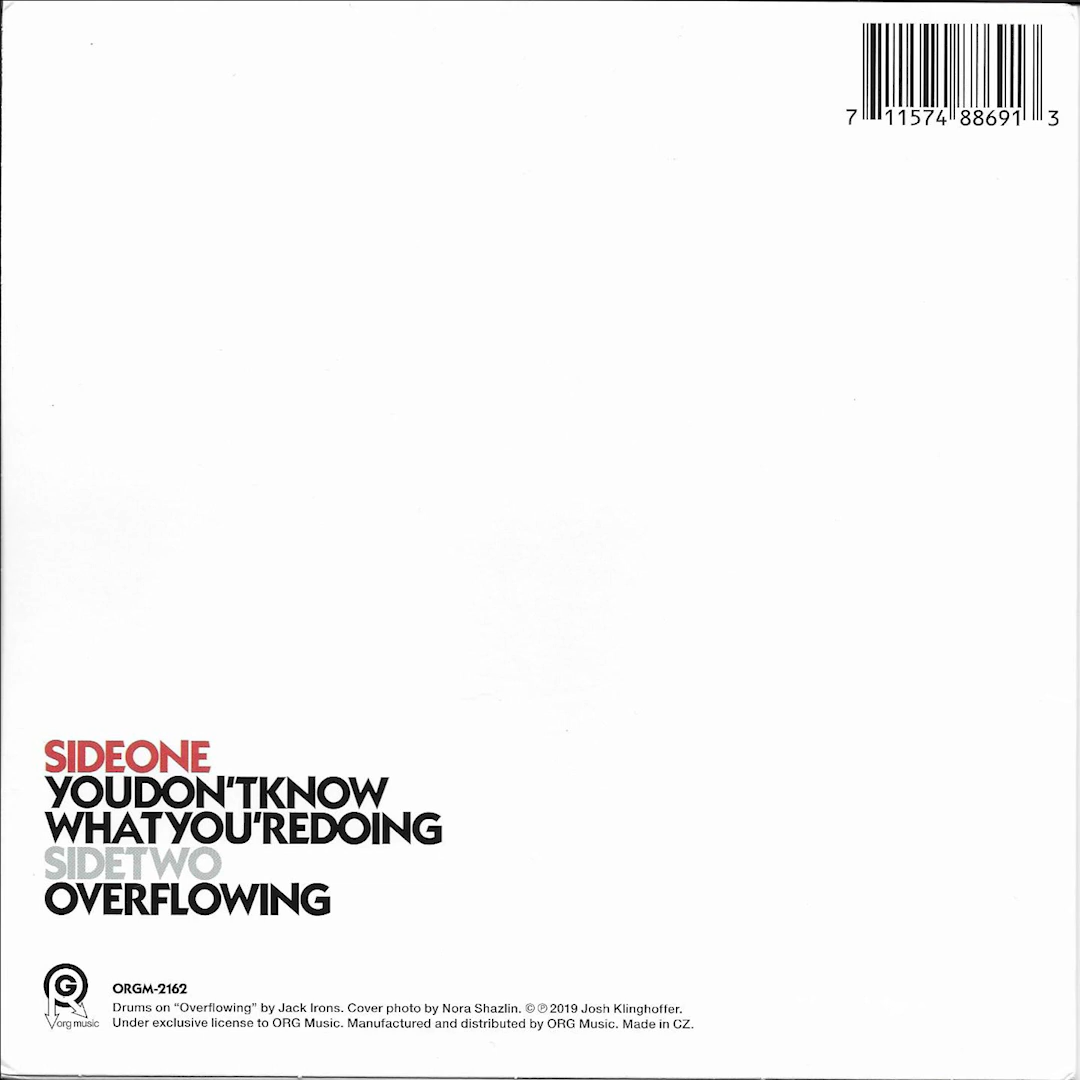 7 11574 88691 3
SIDEONE
YOUDON'TKNOW
WHATYOU'REDOING
SIDETWO
OVERFLOWING
GR
org music
ORGM-2162
Drums on “Overflowing” by Jack Irons. Cover photo by Nora Shazlin. © ℗ 2019 Josh Klinghoffer.
Under exclusive license to ORG Music. Manufactured and distributed by ORG Music. Made in CZ.